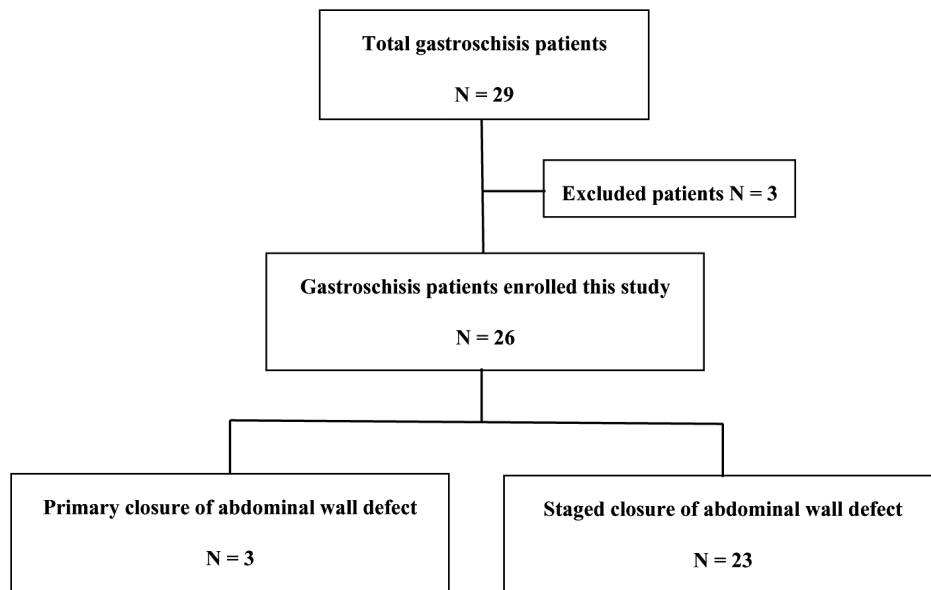 Total gastroschisis patients
N = 29
Excluded patients N = 3
Gastroschisis patients enrolled this study
N = 26
Primary closure of abdominal wall defect
N = 3
Staged closure of abdominal wall defect
N = 23